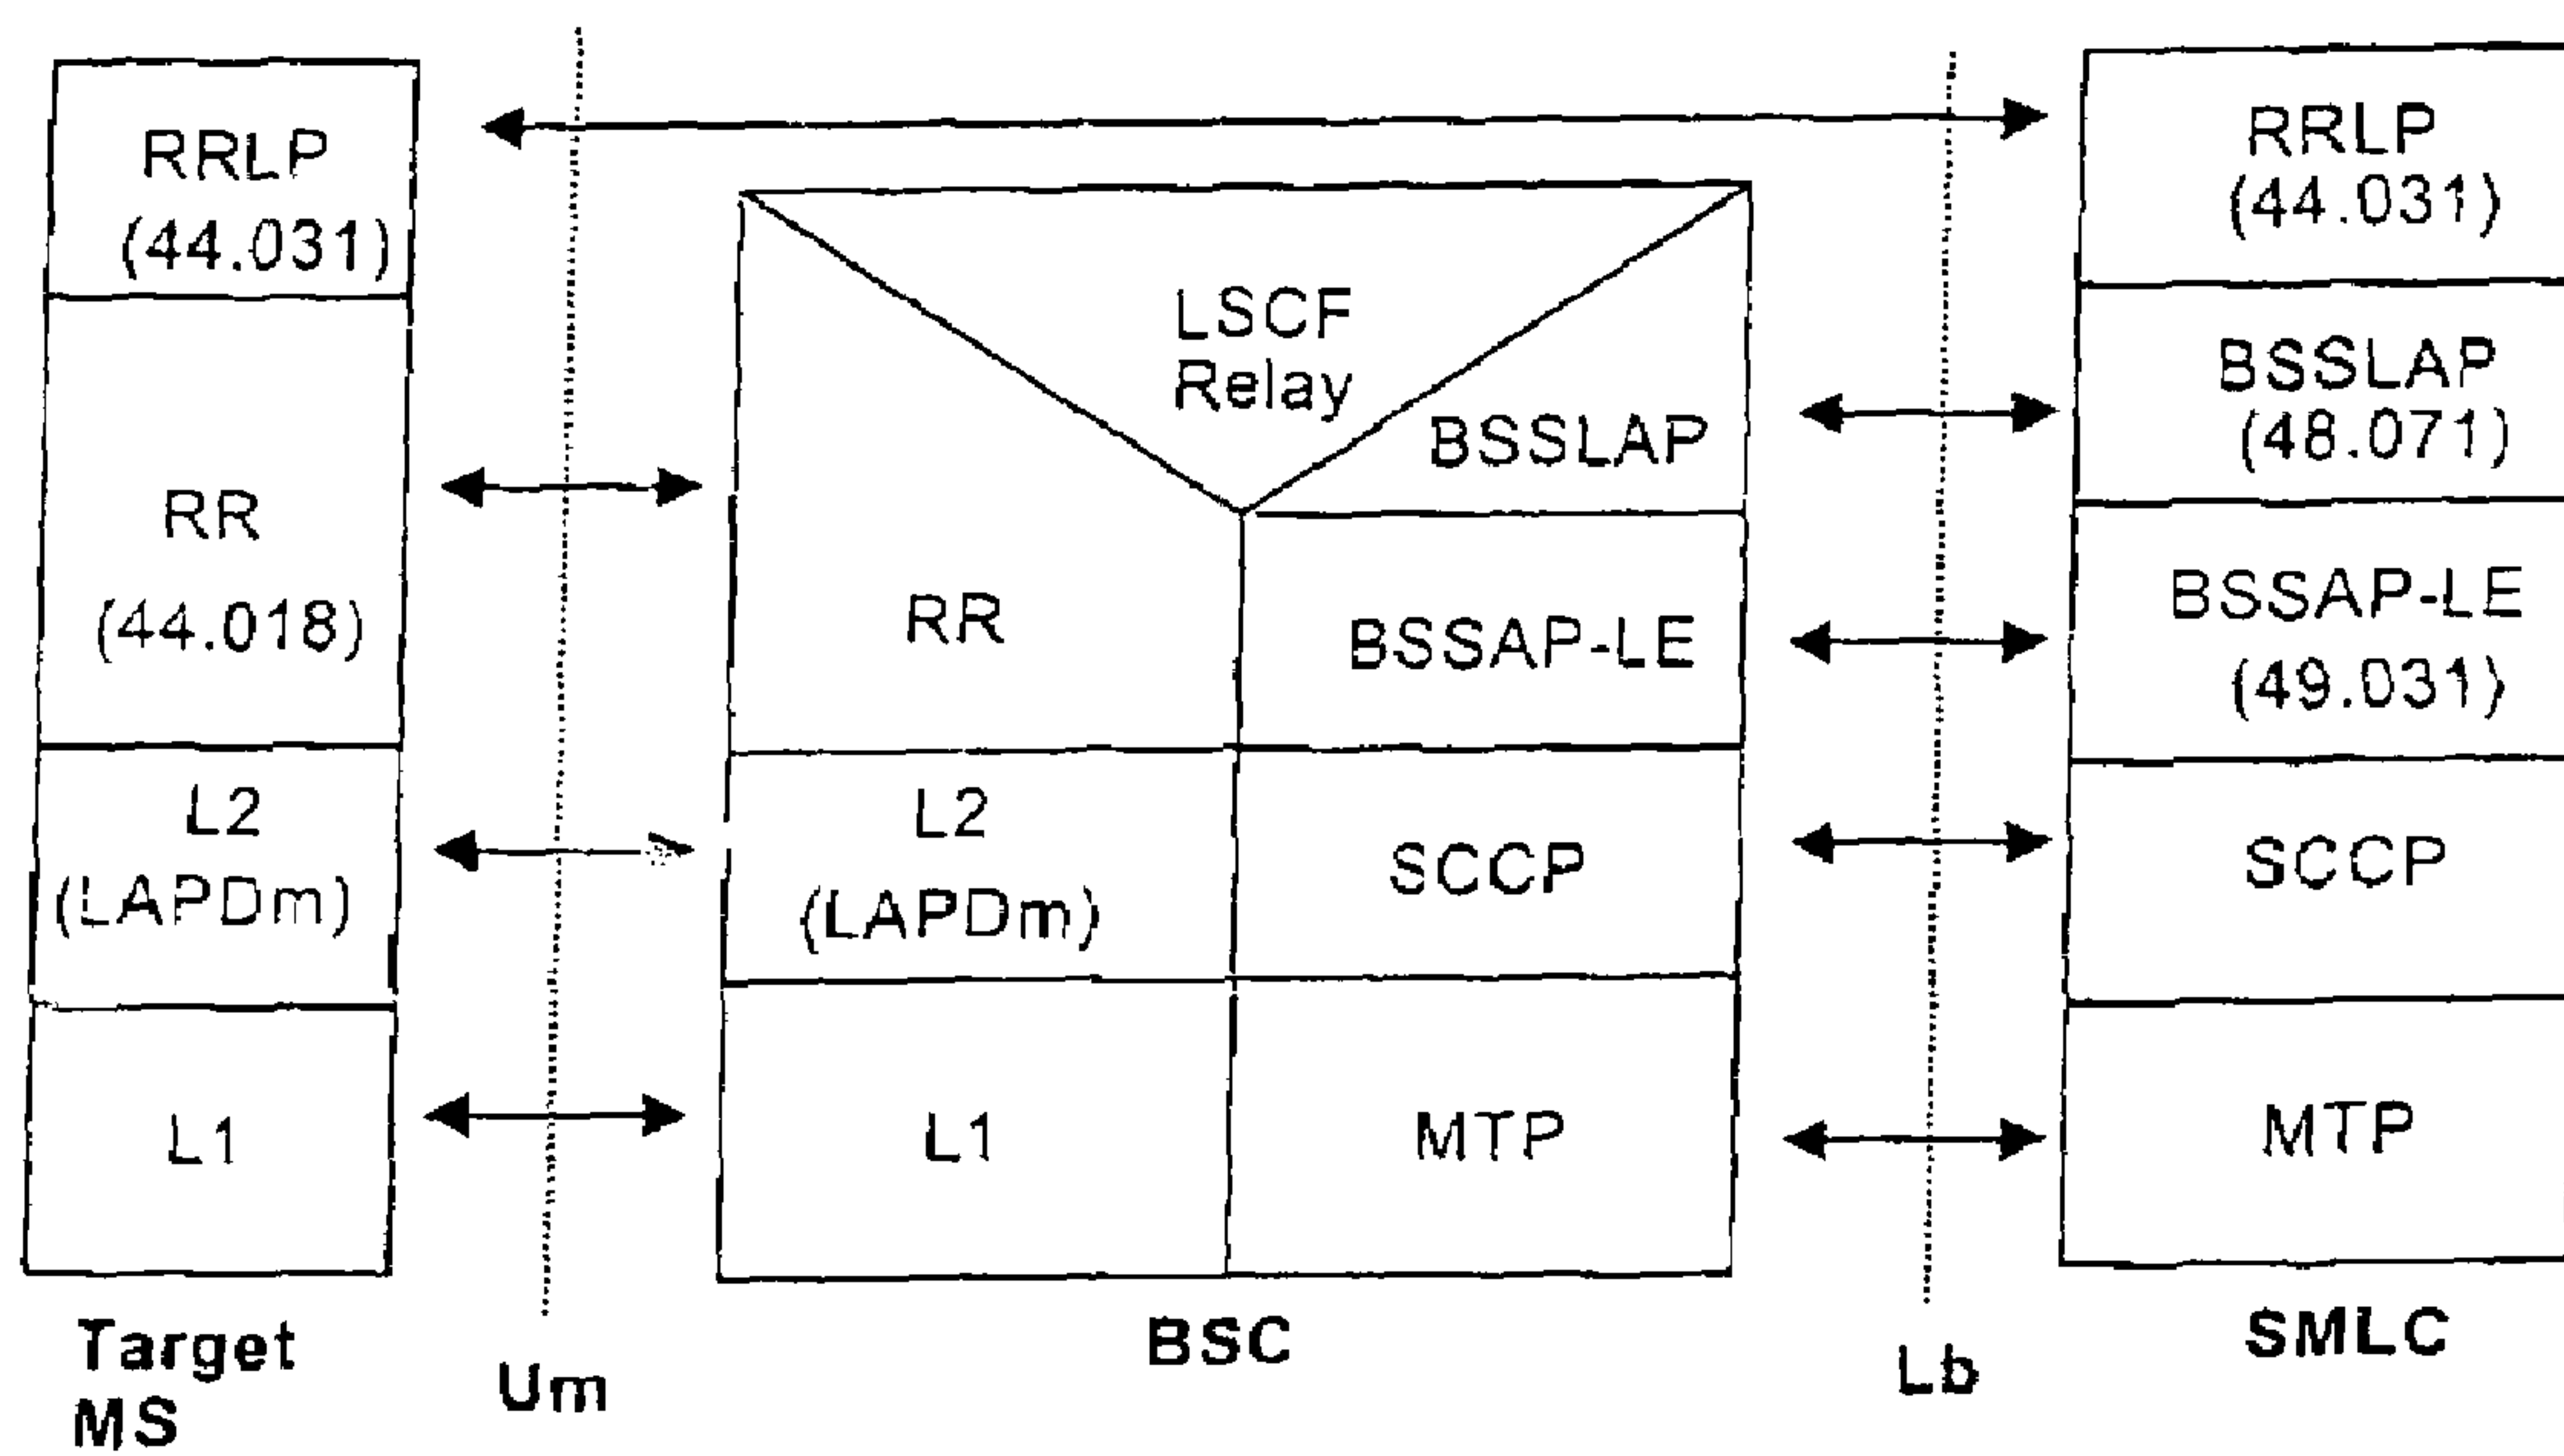 RRLP
(44.031)
RR
(44.018)
L2
(LAPDm)
L1
Target
MS
Um
LSCF
Relay
BSSLAP
RR
BSSAP-LE
L2
(LAPDm)
SCCP
L1
MTP
BSC
Lb
RRLP
(44.031)
BSSLAP
(48.071)
BSSAP-LE
(49.031)
SCCP
MTP
SMLC